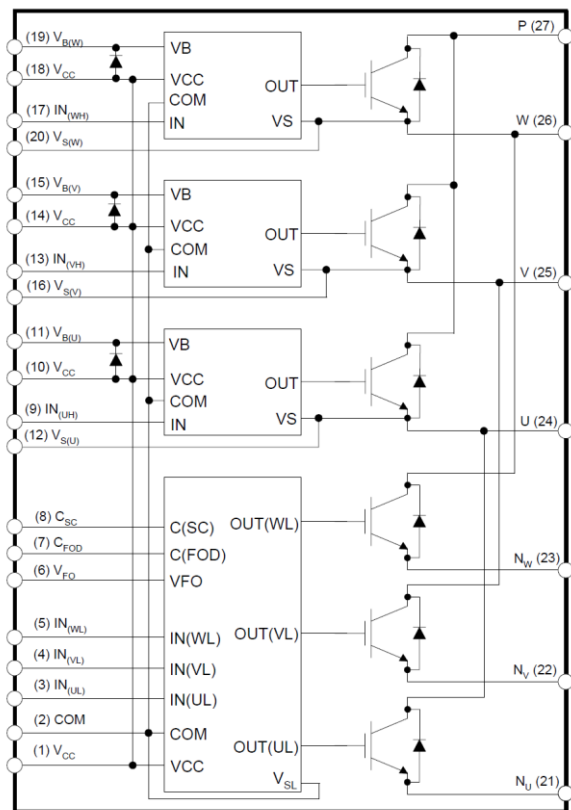 (19) VB(W) VB P (27)
(18) VCC VCC
COM OUT
(17) IN(WH) IN VS W (26)
(20) VS(W)
(15) VB(V) VB
(14) VCC VCC
COM OUT
(13) IN(VH) IN VS V (25)
(16) VS(V)
(11) VB(U) VB
(10) VCC VCC
COM OUT
(9) IN(UH) IN VS U (24)
(12) VS(U)
(8) CSC C(SC) OUT(WL)
(7) CFOD C(FOD)
(6) VFO VFO NW (23)
(5) IN(WL) IN(WL) OUT(VL)
(4) IN(VL) IN(VL)
(3) IN(UL) IN(UL) NV (22)
(2) COM COM
OUT(UL)
(1) VCC VCC
VSL NU (21)